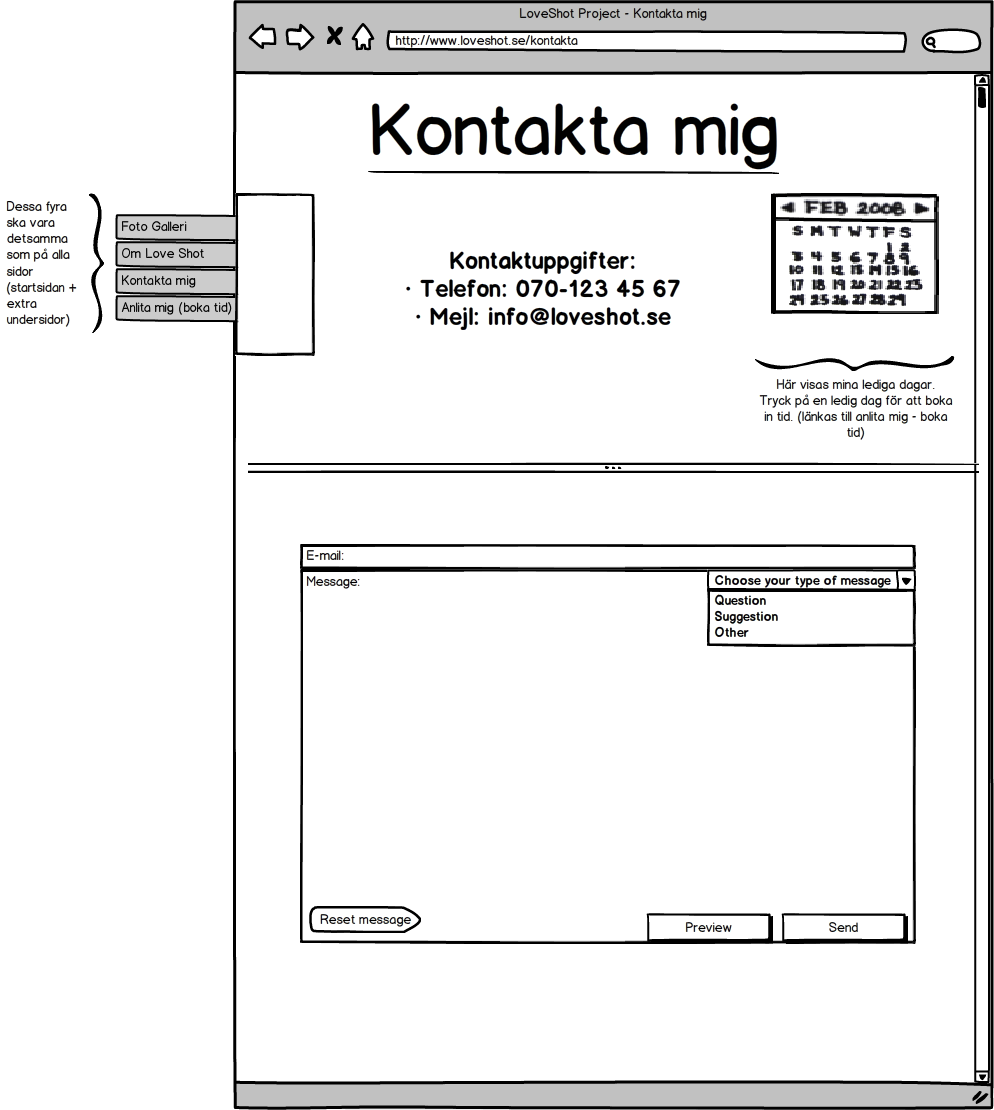 LoveShot Project - Kontakta mig
http://www.loveshot.se/kontakta
Kontakta mig
Dessa fyra
ska vara
detsamma
som på alla
sidor
(startsidan +
extra
undersidor)
Foto Galleri
Om Love Shot
Kontakta mig
Anlita mig (boka tid)
Kontaktuppgifter:
· Telefon: 070-123 45 67
· Mejl: info@loveshot.se
FEB 2008
S M T W T F S
1 2
3 4 5 6 7 8 9
10 11 12 13 14 15 16
17 18 19 20 21 22 23
24 25 26 27 28 29
Här visas mina lediga dagar.
Tryck på en ledig dag för att boka
in tid. (länkas till anlita mig - boka
tid)
E-mail:
Message:
Choose your type of message
Question
Suggestion
Other
Reset message
Preview
Send